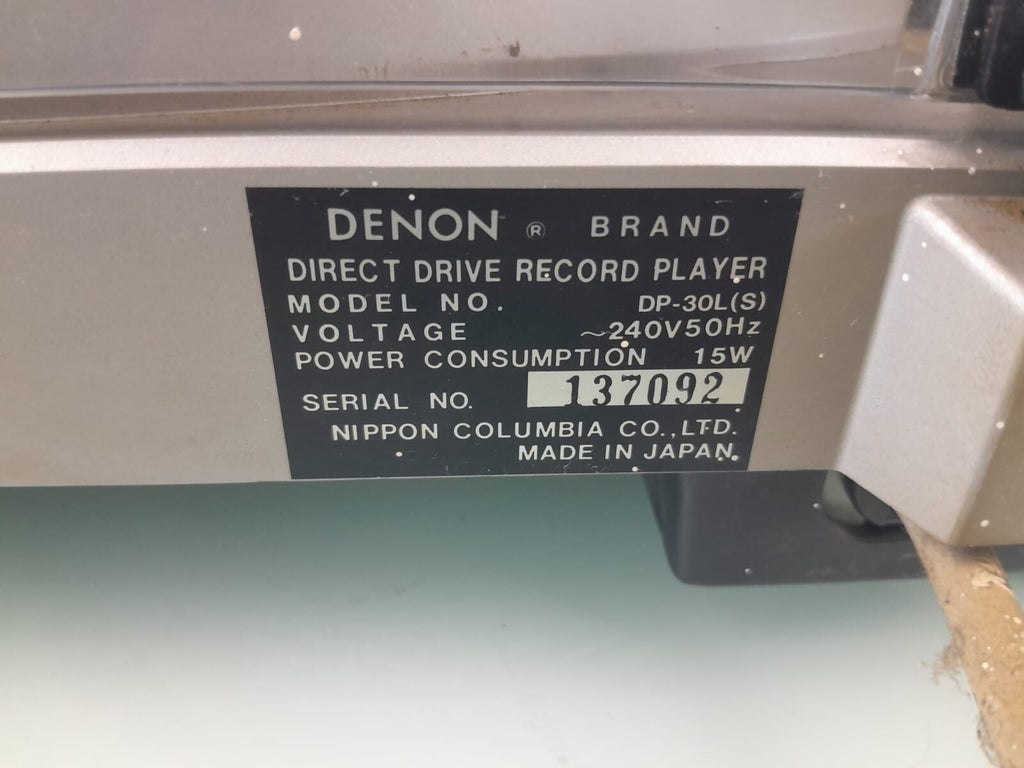 DENON ® BRAND
DIRECT DRIVE RECORD PLAYER
MODEL NO. DP-30L(S)
VOLTAGE ~240V50Hz
POWER CONSUMPTION 15W
SERIAL NO. 137092
NIPPON COLUMBIA CO.,LTD.
MADE IN JAPAN.